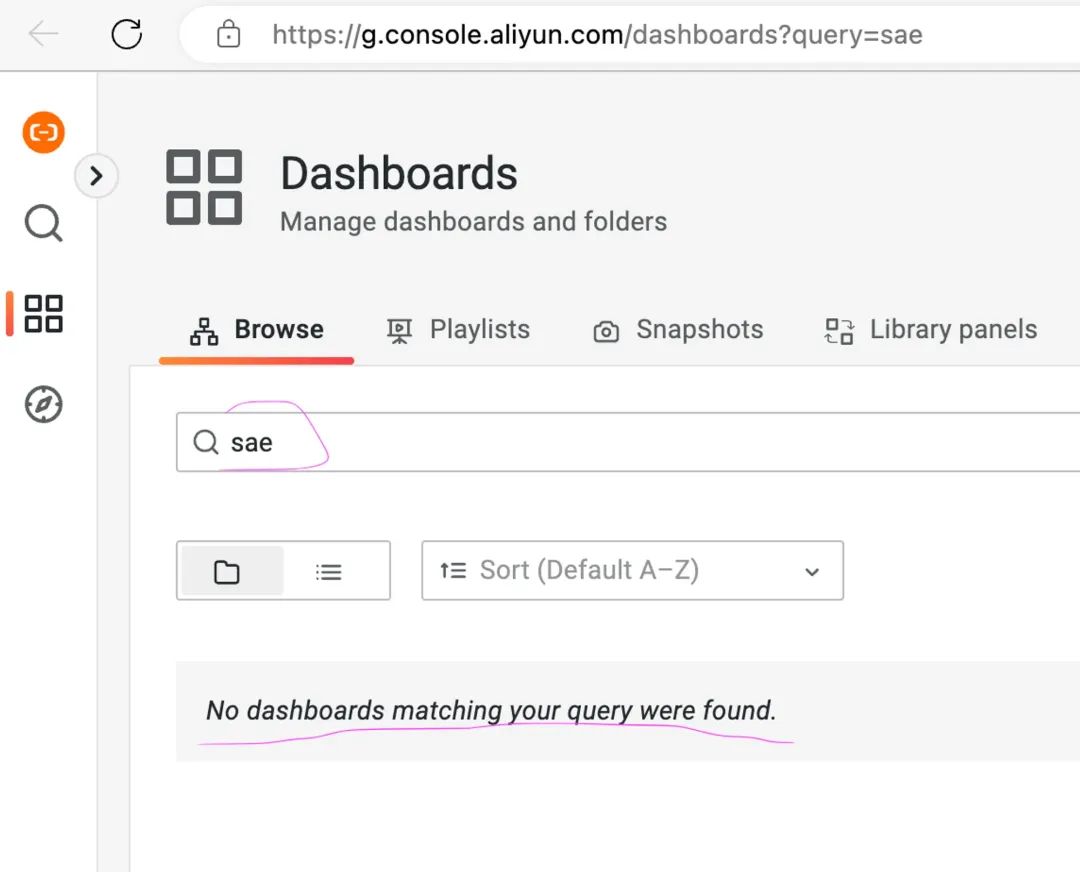 https://g.console.aliyun.com/dashboards?query=sae
Dashboards
Manage dashboards and folders
Browse Playlists Snapshots Library panels
sae
Sort (Default A–Z)
No dashboards matching your query were found.